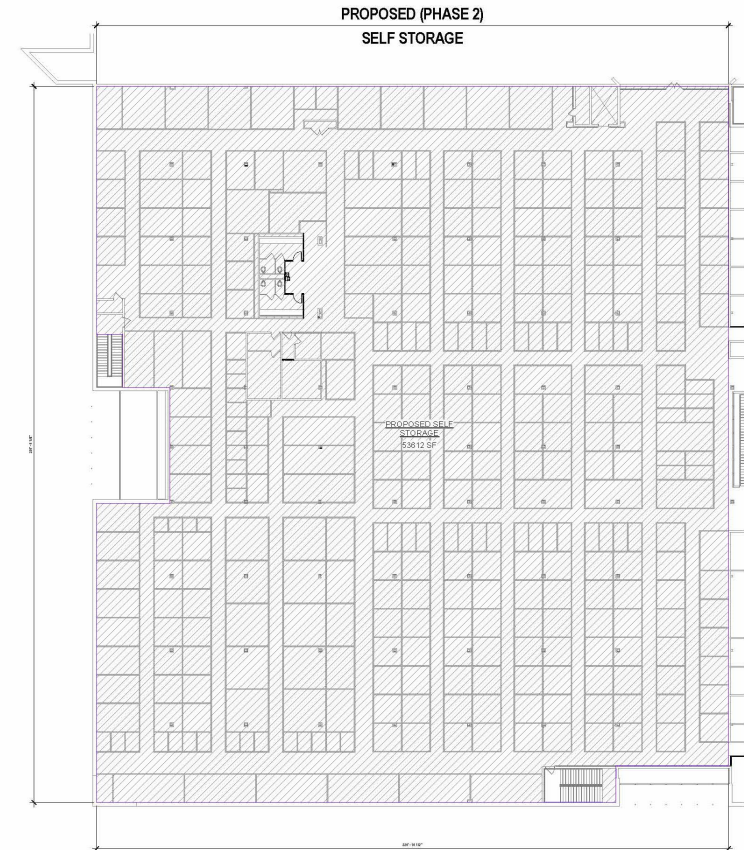 PROPOSED (PHASE 2)
SELF STORAGE
PROPOSED SELF
STORAGE
53612 SF